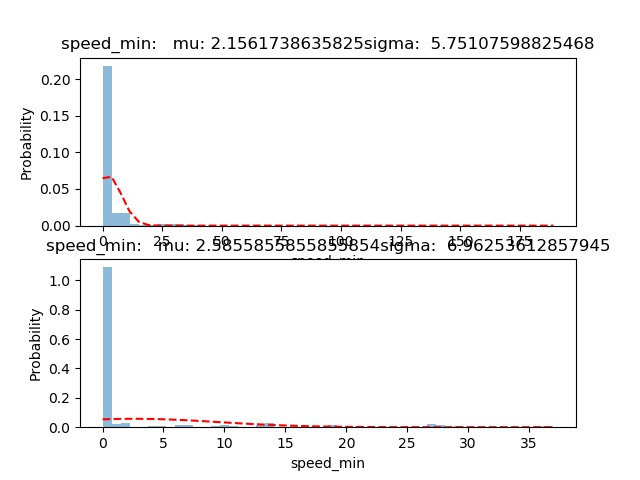 speed_min:   mu: 2.1561738635825sigma:  5.75107598825468
0.20
0.15
0.10
0.05
0.00
Probability
0 25 50 75 100 125 150 175
speed_min
speed_min:   mu: 2.5855855855855854sigma:  6.96253612857945
1.0
0.8
0.6
0.4
0.2
0.0
Probability
0 5 10 15 20 25 30 35
speed_min